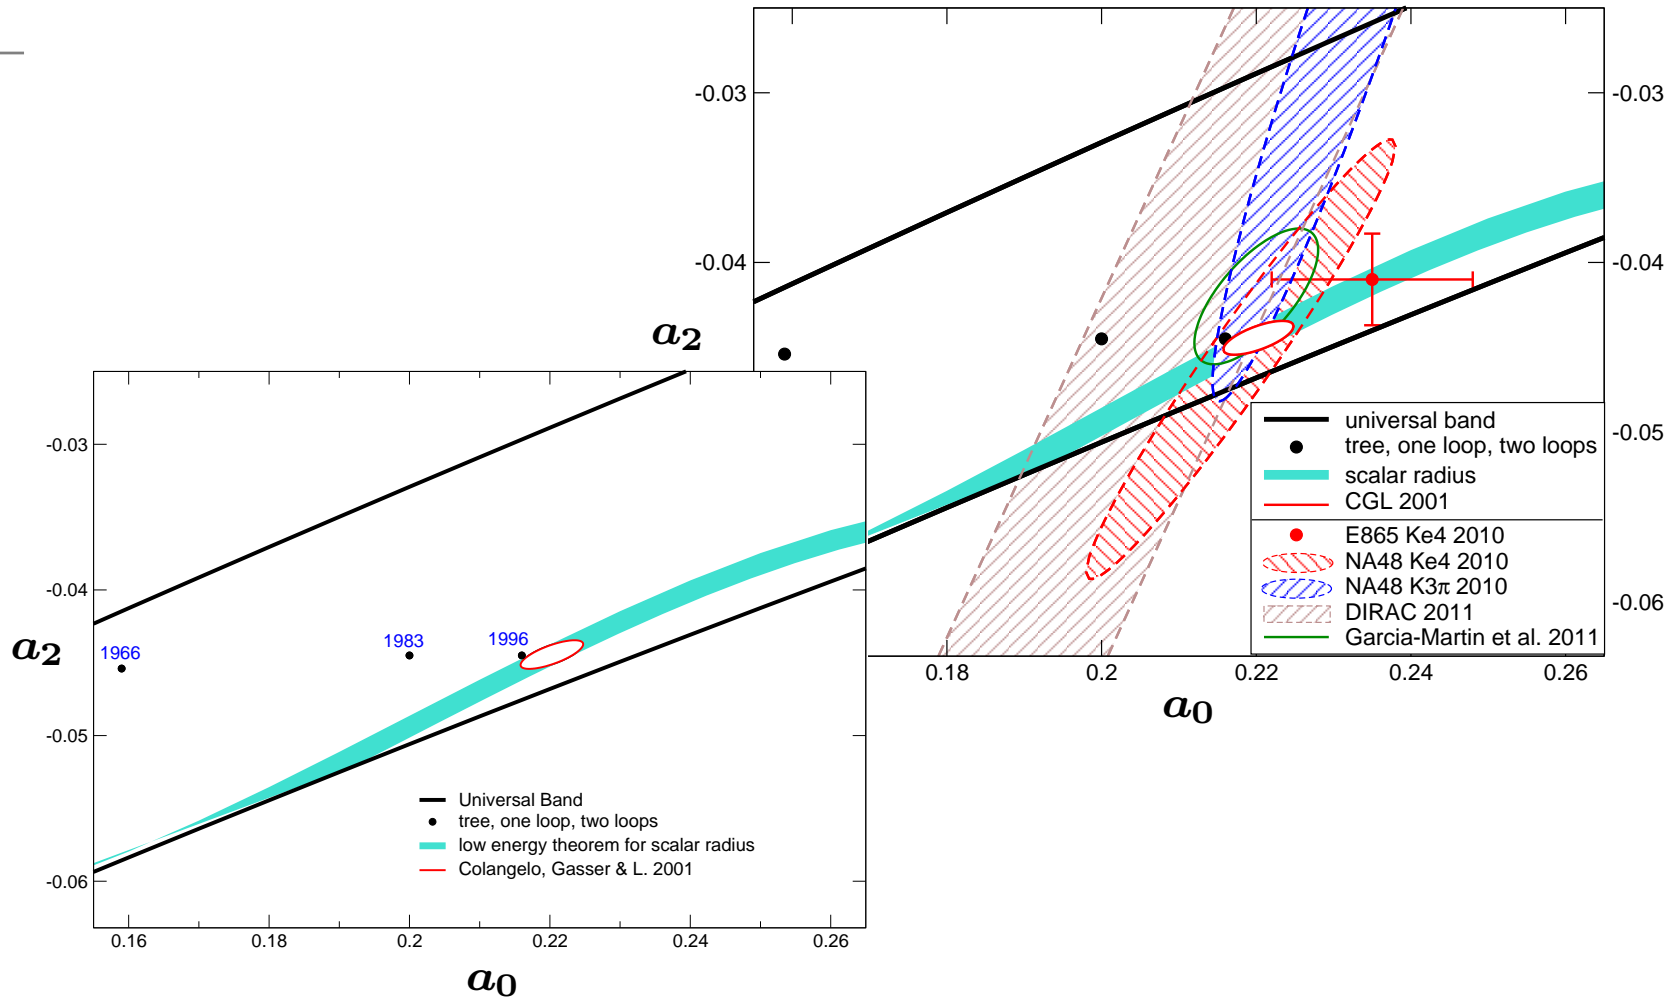 -0.03
-0.03
-0.04
-0.04
a2
-0.05
-0.06
0.18
0.2
0.22
0.24
0.26
a0
universal band
tree, one loop, two loops
scalar radius
CGL 2001
E865 Ke4 2010
NA48 Ke4 2010
NA48 K3π 2010
DIRAC 2011
Garcia-Martin et al. 2011
-0.03
-0.04
a2
-0.05
-0.06
1966
1983
1996
Universal Band
tree, one loop, two loops
low energy theorem for scalar radius
Colangelo, Gasser & L. 2001
0.16
0.18
0.2
0.22
0.24
0.26
a0